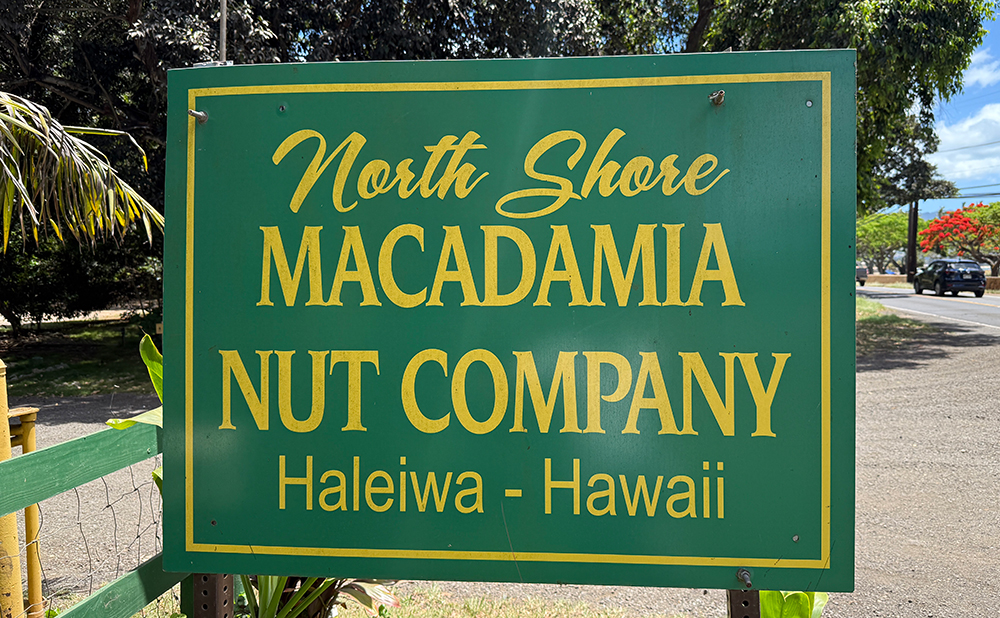 North Shore
MACADAMIA
NUT COMPANY
Haleiwa - Hawaii